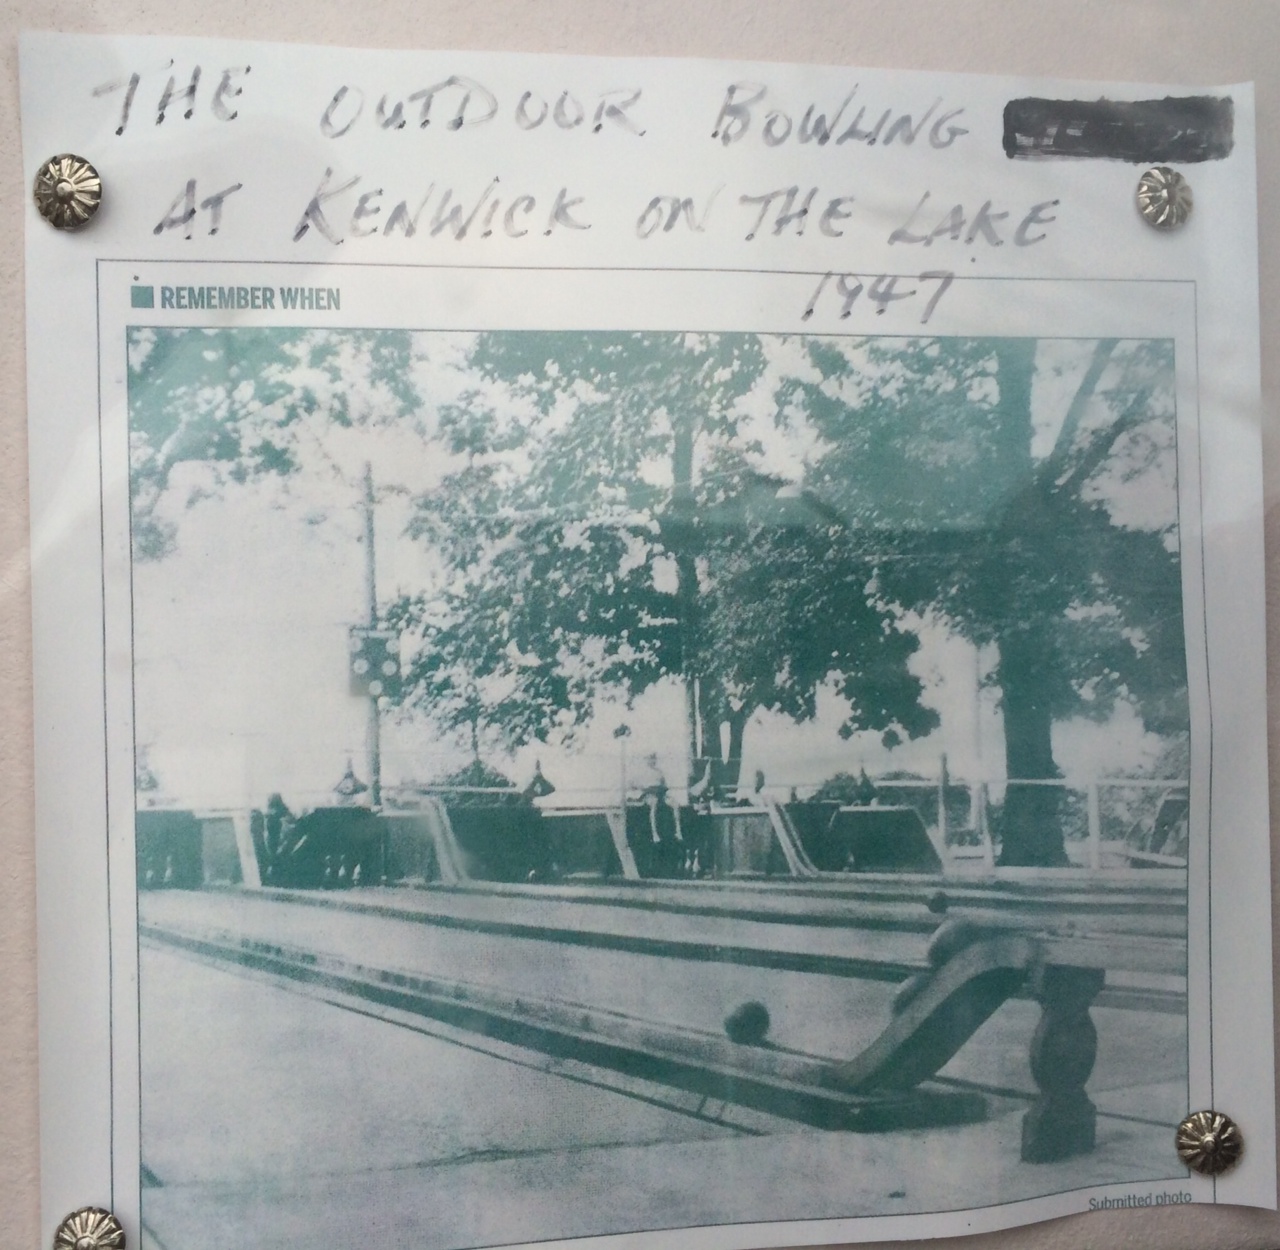 THE OUTDOOR BOWLING
AT KENWICK ON THE LAKE
1947
REMEMBER WHEN
Submitted photo